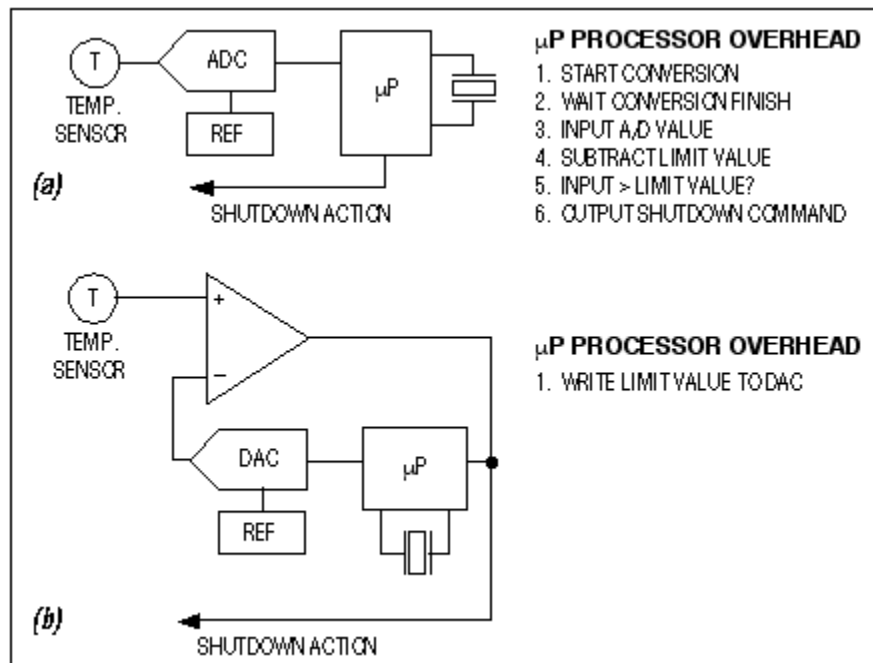 T
ADC
μP
TEMP.
SENSOR
REF
(a)
SHUTDOWN ACTION
μP PROCESSOR OVERHEAD
1. START CONVERSION
2. WAIT CONVERSION FINISH
3. INPUT A/D VALUE
4. SUBTRACT LIMIT VALUE
5. INPUT > LIMIT VALUE?
6. OUTPUT SHUTDOWN COMMAND
T
+
TEMP.
SENSOR
−
DAC
μP
REF
(b)
SHUTDOWN ACTION
μP PROCESSOR OVERHEAD
1. WRITE LIMIT VALUE TO DAC